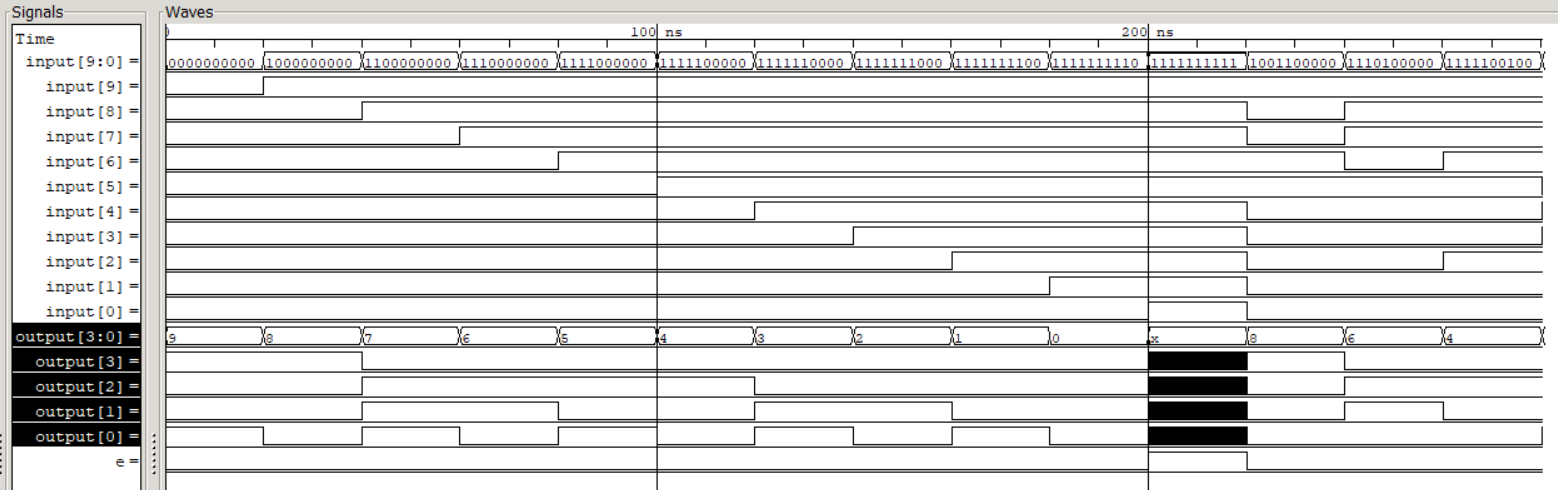 Signals
Waves
Time
0
100 ns
200 ns
input[9:0] =
0000000000 1000000000 1100000000 1110000000 1111000000 1111100000 1111110000 1111111000 1111111100 1111111110 1111111111 1001100000 1110100000 1111100100
input[9] =
input[8] =
input[7] =
input[6] =
input[5] =
input[4] =
input[3] =
input[2] =
input[1] =
input[0] =
output[3:0] =
9 8 7 6 5 4 3 2 1 0 x 8 6 4
output[3] =
output[2] =
output[1] =
output[0] =
e =